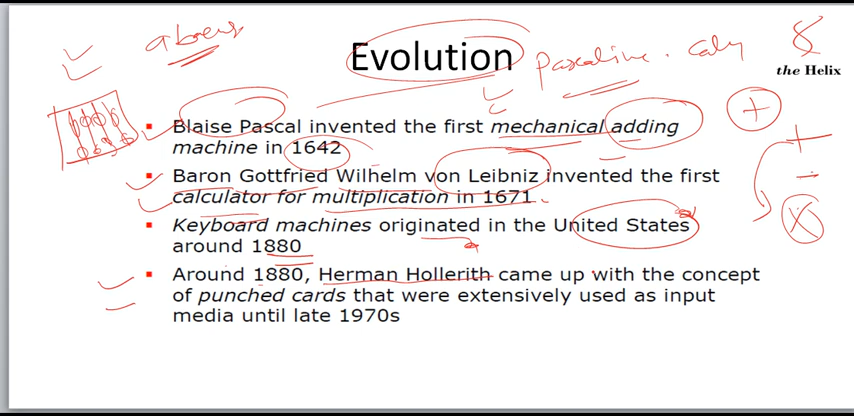 Evolution
Pascaline.
the Helix
▪ Blaise Pascal invented the first mechanical adding
machine in 1642
▪ Baron Gottfried Wilhelm von Leibniz invented the first
calculator for multiplication in 1671
▪ Keyboard machines originated in the United States
around 1880
▪ Around 1880, Herman Hollerith came up with the concept
of punched cards that were extensively used as input
media until late 1970s
+
+
÷
×